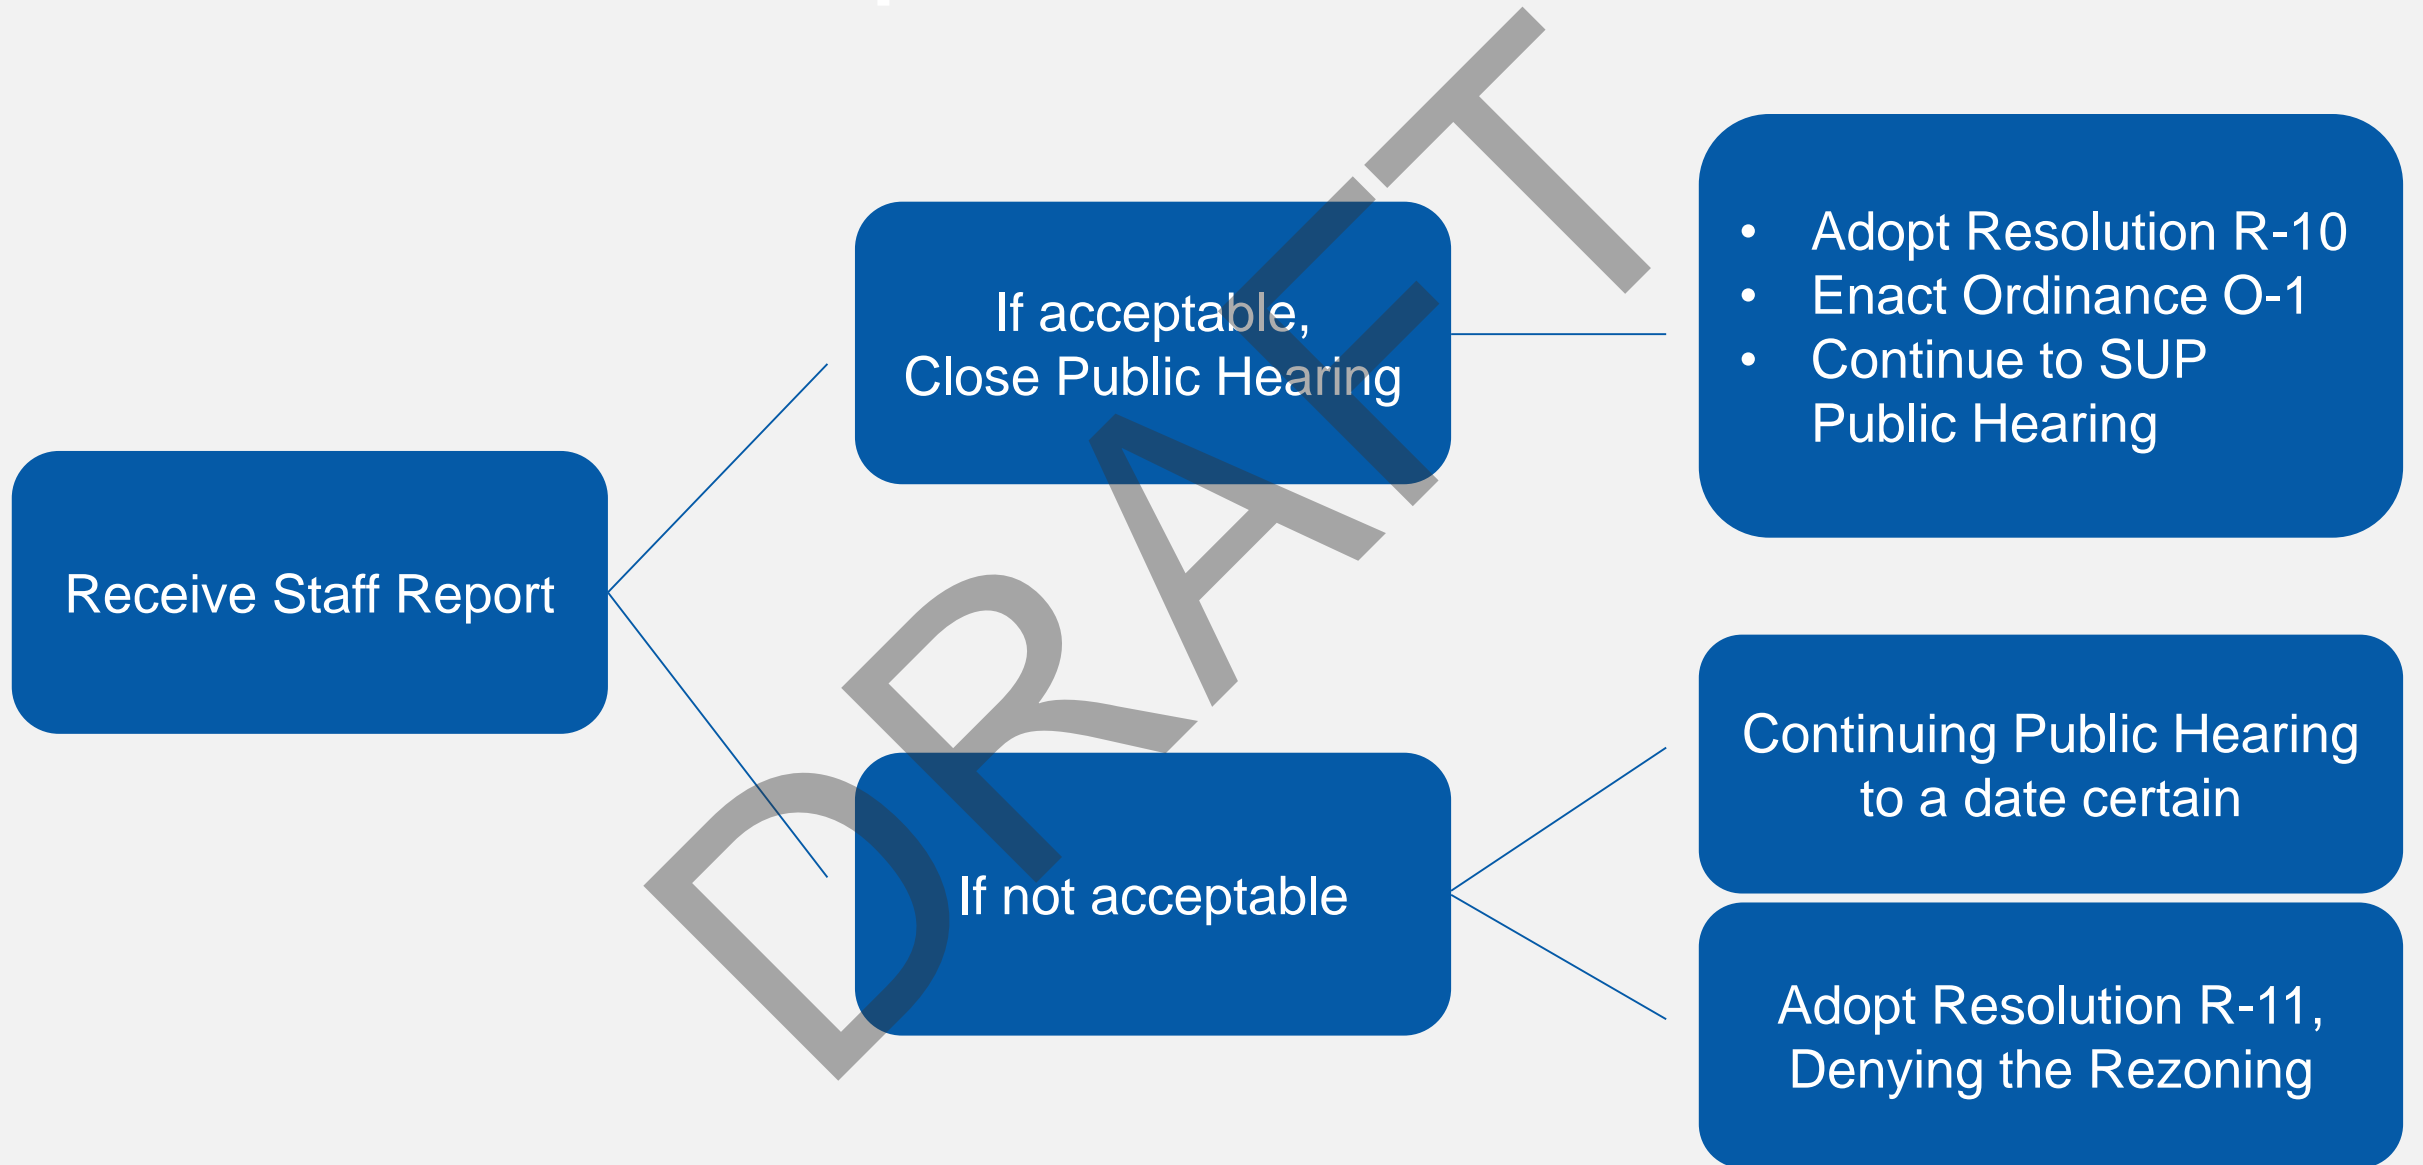 Receive Staff Report
If acceptable,
Close Public Hearing
• Adopt Resolution R-10
• Enact Ordinance O-1
• Continue to SUP
Public Hearing
If not acceptable
Continuing Public Hearing
to a date certain
Adopt Resolution R-11,
Denying the Rezoning
DRAFT